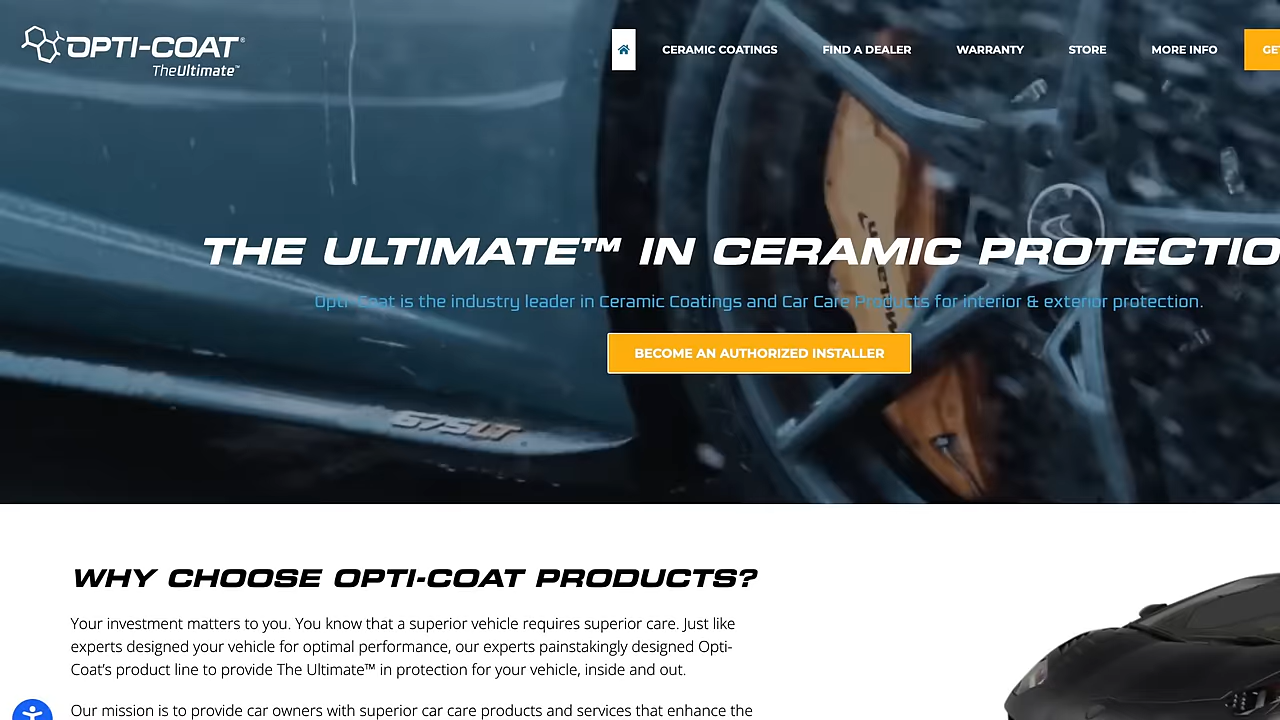 OPTI-COAT®
TheUltimate™
CERAMIC COATINGS
FIND A DEALER
WARRANTY
STORE
MORE INFO
THE ULTIMATE™ IN CERAMIC PROTECTIO
Opti-Coat is the industry leader in Ceramic Coatings and Car Care Products for interior & exterior protection.
BECOME AN AUTHORIZED INSTALLER
675LT
WHY CHOOSE OPTI-COAT PRODUCTS?
Your investment matters to you. You know that a superior vehicle requires superior care. Just like
experts designed your vehicle for optimal performance, our experts painstakingly designed Opti-
Coat's product line to provide The Ultimate™ in protection for your vehicle, inside and out.
Our mission is to provide car owners with superior car care products and services that enhance the